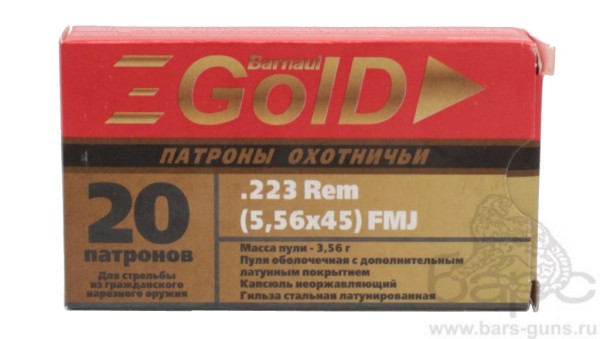 Barnaul
GolD
ПАТРОНЫ ОХОТНИЧЬИ
20
патронов
Для стрельбы
из гражданского
нарезного оружия
.223 Rem
(5,56x45) FMJ
Масса пули - 3,56 г
Пуля оболочечная с дополнительным
латунным покрытием
Капсюль неоржавляющий
Гильза стальная латунированная
барс
www.bars-guns.ru